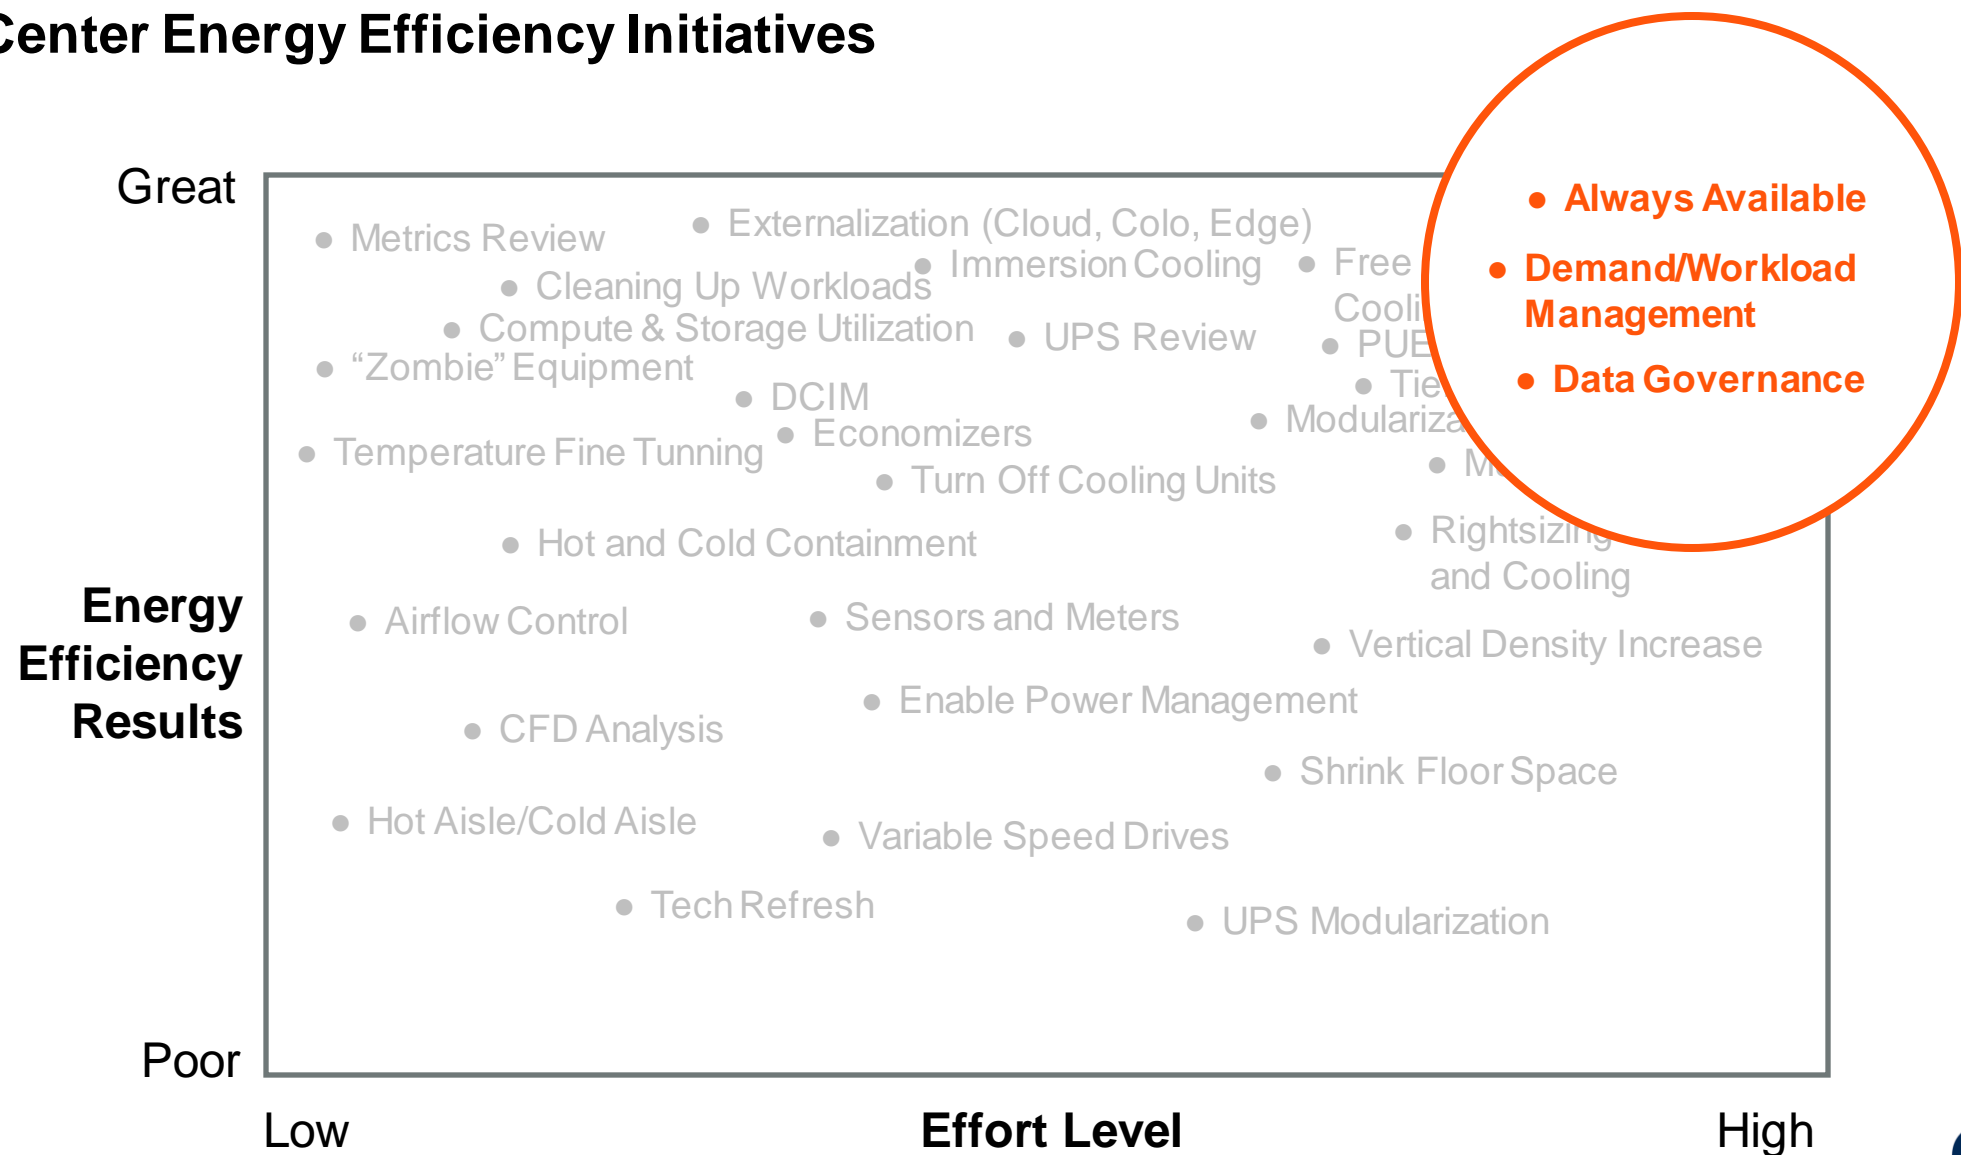 Center Energy Efficiency Initiatives
Great
Metrics Review
Externalization (Cloud, Colo, Edge)
Always Available
Cleaning Up Workloads
Immersion Cooling
Free
Demand/Workload
Management
Compute & Storage Utilization
UPS Review
PUE
"Zombie" Equipment
DCIM
Data Governance
Temperature Fine Tunning
Economizers
Turn Off Cooling Units
Hot and Cold Containment
and Cooling
Energy
Efficiency
Results
Airflow Control
Sensors and Meters
Vertical Density Increase
Enable Power Management
CFD Analysis
Shrink Floor Space
Hot Aisle/Cold Aisle
Variable Speed Drives
Tech Refresh
UPS Modularization
Poor
Low
Effort Level
High